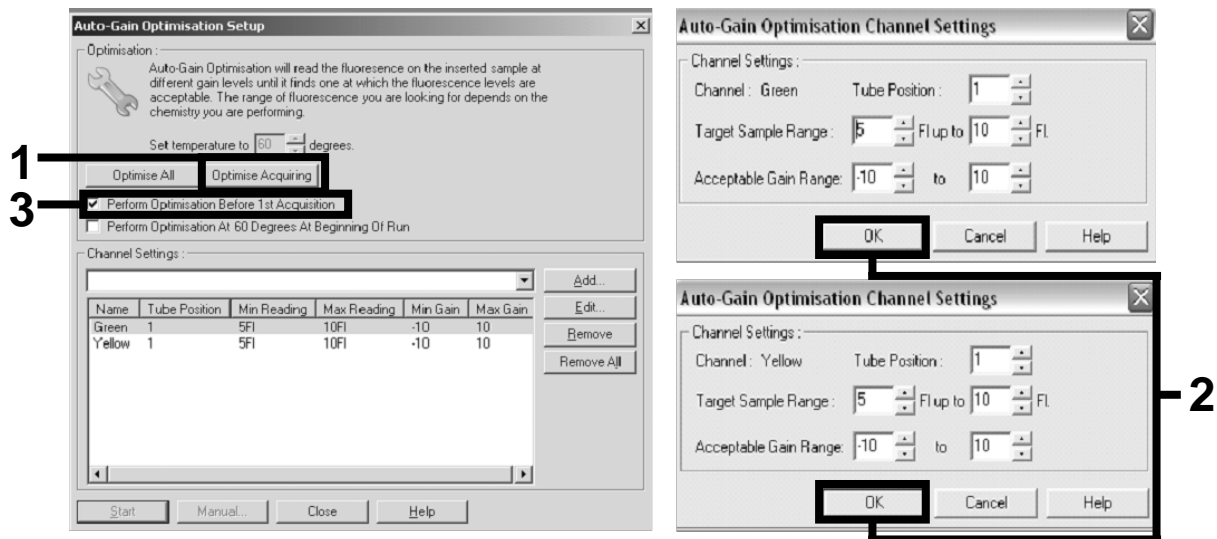 Auto-Gain Optimisation Setup
Optimisation :
Auto-Gain Optimisation will read the fluoresence on the inserted sample at
different gain levels until it finds one at which the fluorescence levels are
acceptable. The range of fluorescence you are looking for depends on the
chemistry you are performing.
Set temperature to 60 degrees.
1
Optimise All Optimise Acquiring
3
Perform Optimisation Before 1st Acquisition
Perform Optimisation At 60 Degrees At Beginning Of Run
Channel Settings :
Add...
Name Tube Position Min Reading Max Reading Min Gain Max Gain
Edit...
Green 1 5Fl 10Fl -10 10
Yellow 1 5Fl 10Fl -10 10
Remove
Remove All
Start Manual... Close Help
Auto-Gain Optimisation Channel Settings
Channel Settings :
Channel : Green Tube Position : 1
Target Sample Range : 5 Fl up to 10 Fl.
Acceptable Gain Range: -10 to 10
OK Cancel Help
Auto-Gain Optimisation Channel Settings
Channel Settings :
Channel : Yellow Tube Position : 1
Target Sample Range : 5 Fl up to 10 Fl.
Acceptable Gain Range: -10 to 10
OK Cancel Help
2